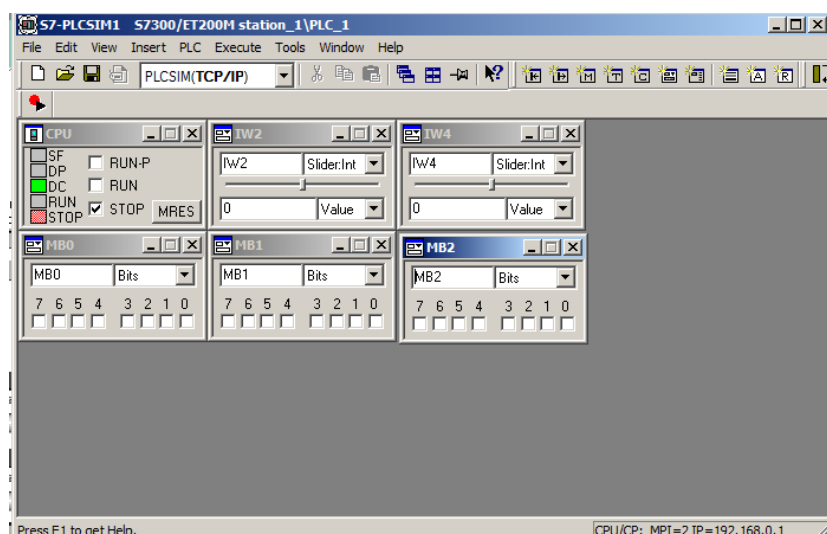 S7-PLCSIM1 S7300/ET200M station_1\PLC_1
File Edit View Insert PLC Execute Tools Window Help
PLCSIM(TCP/IP)
CPU
SF
DP
DC
RUN
STOP
RUN-P
RUN
STOP
MRES
IW2
IW2 Slider:Int
0 Value
IW4
IW4 Slider:Int
0 Value
MB0
MB0 Bits
7 6 5 4 3 2 1 0
MB1
MB1 Bits
7 6 5 4 3 2 1 0
MB2
MB2 Bits
7 6 5 4 3 2 1 0
Press F1 to get Help.
CPU/CP: MPI=2 IP=192.168.0.1